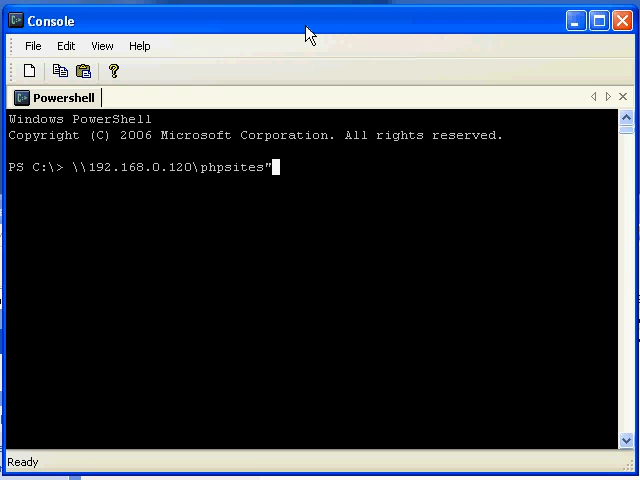 Console
File Edit View Help
Powershell
Windows PowerShell
Copyright (C) 2006 Microsoft Corporation. All rights reserved.
PS C:\> \\192.168.0.120\phpsites"
Ready